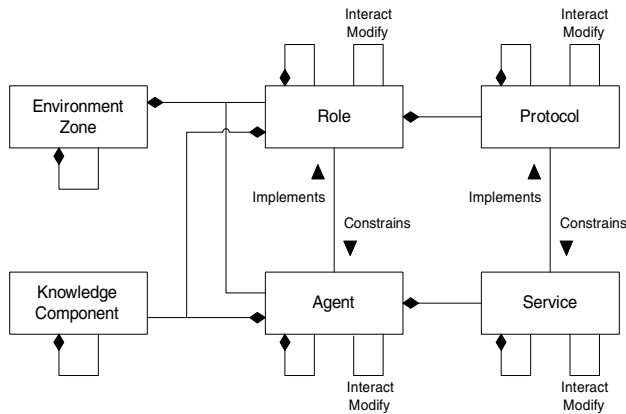 Interact
Modify
Interact
Modify
Environment
Zone
Role
Protocol
Implements
Implements
Constrains
Constrains
Knowledge
Component
Agent
Service
Interact
Modify
Interact
Modify